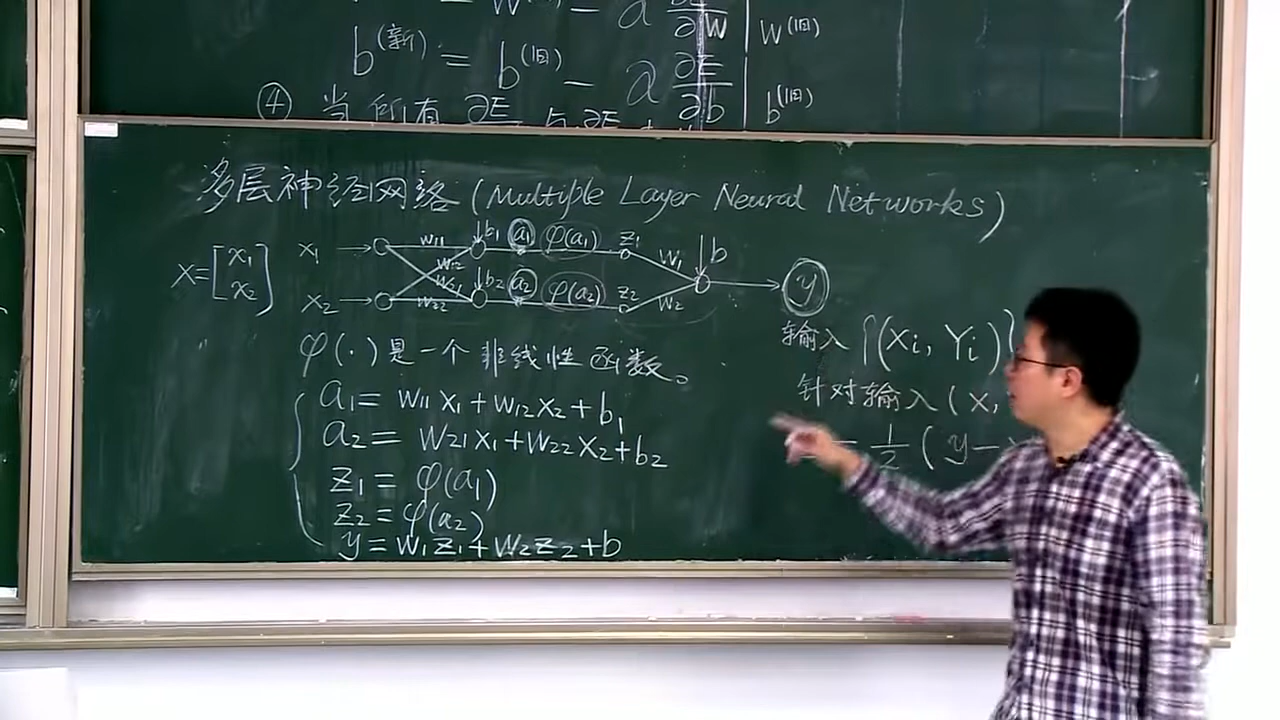 = W - a ∂E/∂W | W^(旧)
b^(新) = b^(旧) - a ∂E/∂b | b^(旧)
④ 当所有 ∂E 与 ∂E
多层神经网络 (Multiple Layer Neural Networks)
X = [x₁ x₂]
x₁ w₁₁ w₁₂ b₁ a₁ φ(a₁) z₁ w₁ b y
x₂ w₂₁ w₂₂ b₂ a₂ φ(a₂) z₂ w₂
φ(·) 是一个非线性函数。
a₁ = w₁₁x₁ + w₁₂x₂ + b₁
a₂ = w₂₁x₁ + w₂₂x₂ + b₂
z₁ = φ(a₁)
z₂ = φ(a₂)
y = w₁z₁ + w₂z₂ + b
输入 {(Xᵢ, Yᵢ)}
针对输入 (X,
= 1/2 (y -